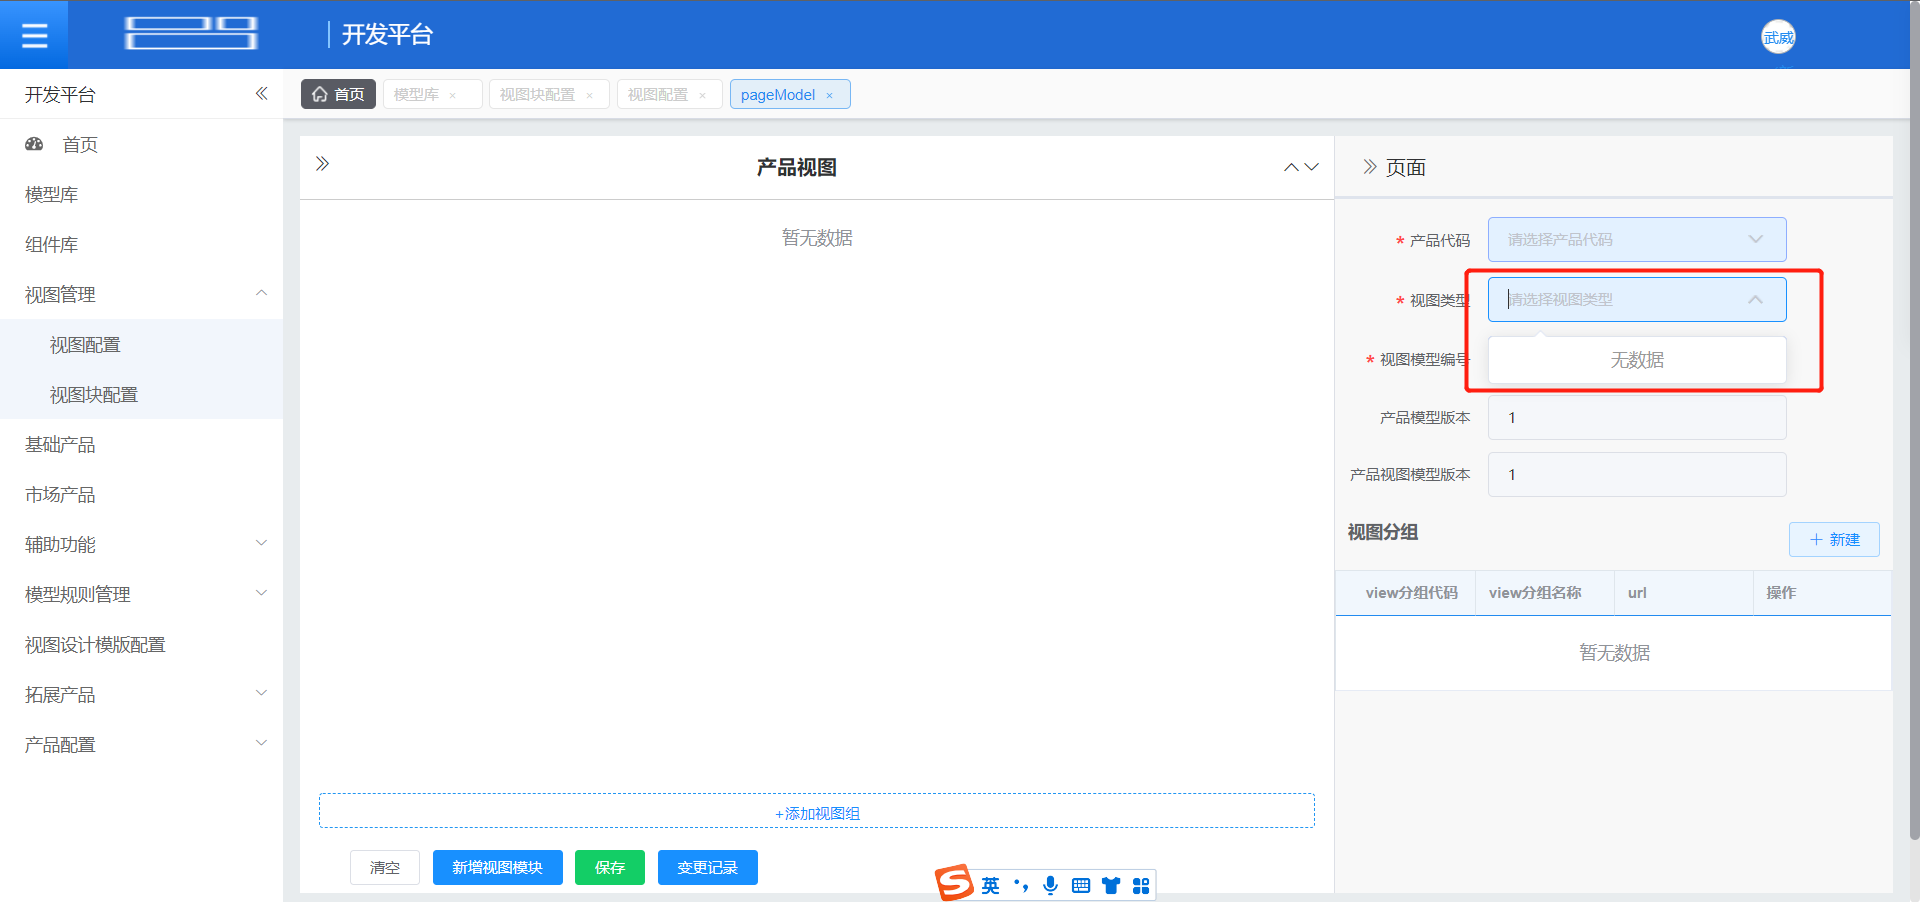 开发平台
武威
开发平台
首页
模型库 ×
视图块配置 ×
视图配置 ×
pageModel ×
首页
模型库
组件库
视图管理
视图配置
视图块配置
基础产品
市场产品
辅助功能
模型规则管理
视图设计模版配置
拓展产品
产品配置
产品视图
暂无数据
+添加视图组
清空
新增视图模块
保存
变更记录
页面
* 产品代码
请选择产品代码
* 视图类型
请选择视图类型
无数据
* 视图模型编号
产品模型版本
1
产品视图模型版本
1
视图分组
+ 新建
view分组代码
view分组名称
url
操作
暂无数据
S 英